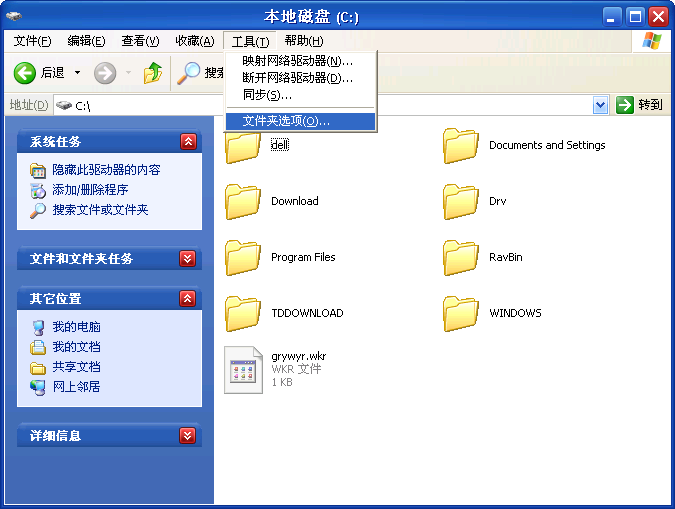 本地磁盘 (C:)
文件(F) 编辑(E) 查看(V) 收藏(A) 工具(T) 帮助(H)
后退
映射网络驱动器(N)...
断开网络驱动器(D)...
同步(S)...
文件夹选项(O)...
地址(D) C:\ 转到
系统任务
隐藏此驱动器的内容
添加/删除程序
搜索文件或文件夹
文件和文件夹任务
其它位置
我的电脑
我的文档
共享文档
网上邻居
详细信息
dell
Documents and Settings
Download
Drv
Program Files
RavBin
TDDOWNLOAD
WINDOWS
grywyr.wkr
WKR 文件
1 KB